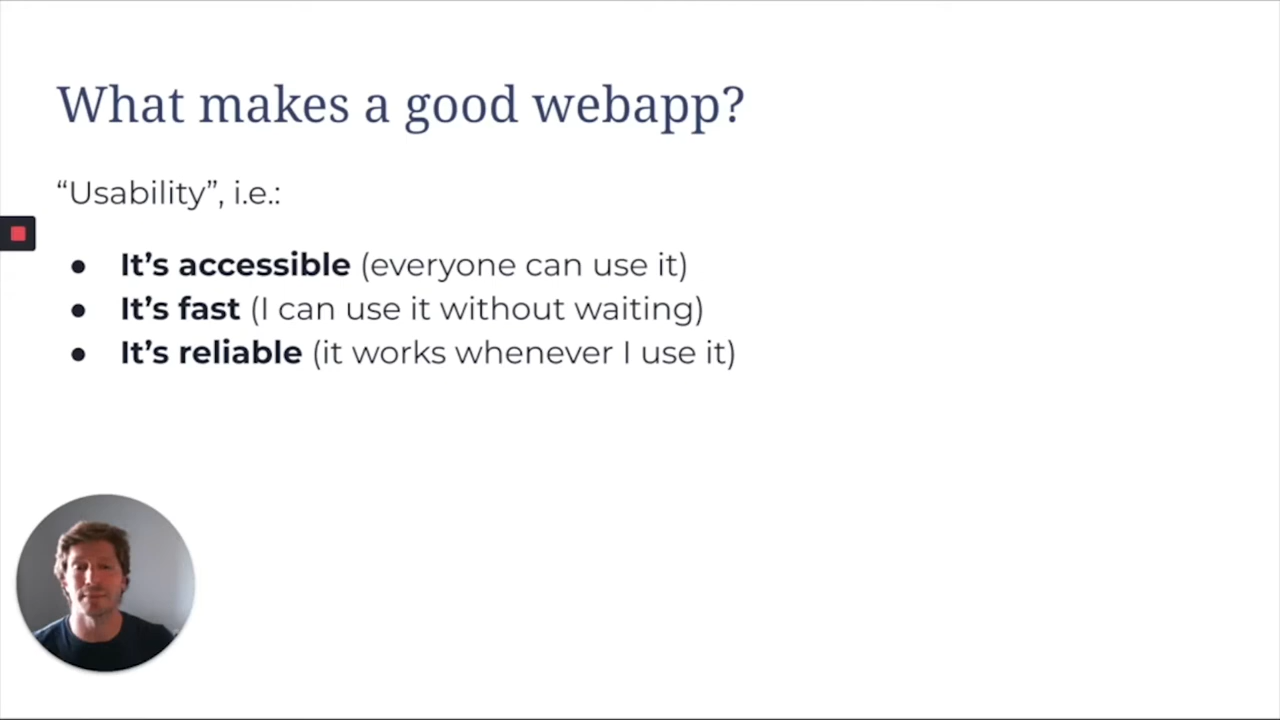 What makes a good webapp?
“Usability”, i.e.:
● It’s accessible (everyone can use it)
● It’s fast (I can use it without waiting)
● It’s reliable (it works whenever I use it)